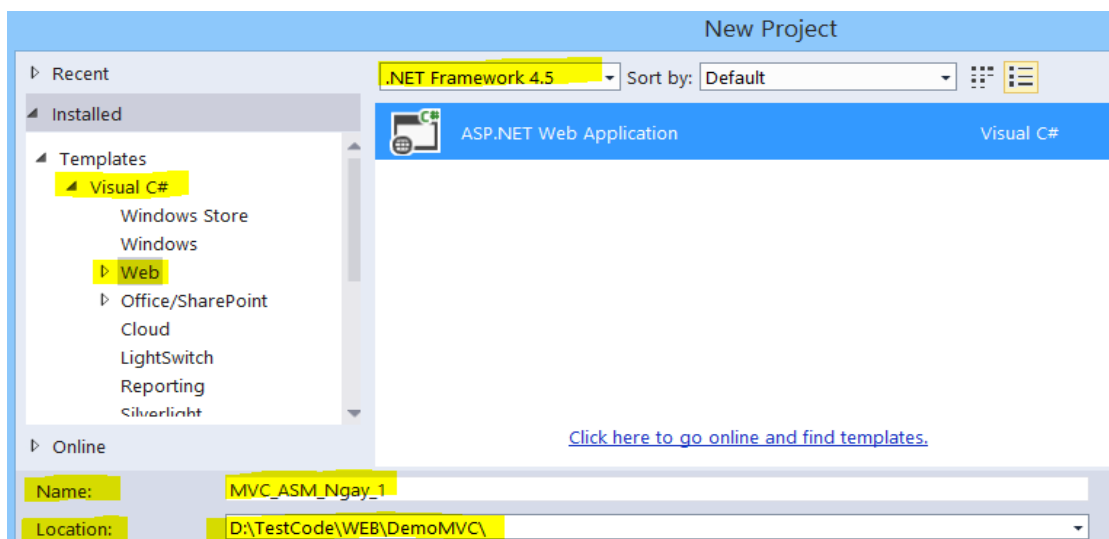 New Project
Recent
Installed
Templates
Visual C#
Windows Store
Windows
Web
Office/SharePoint
Cloud
LightSwitch
Reporting
Silverlight
Online
.NET Framework 4.5 Sort by: Default
C#
ASP.NET Web Application Visual C#
Click here to go online and find templates.
Name: MVC_ASM_Ngay_1
Location: D:\TestCode\WEB\DemoMVC\